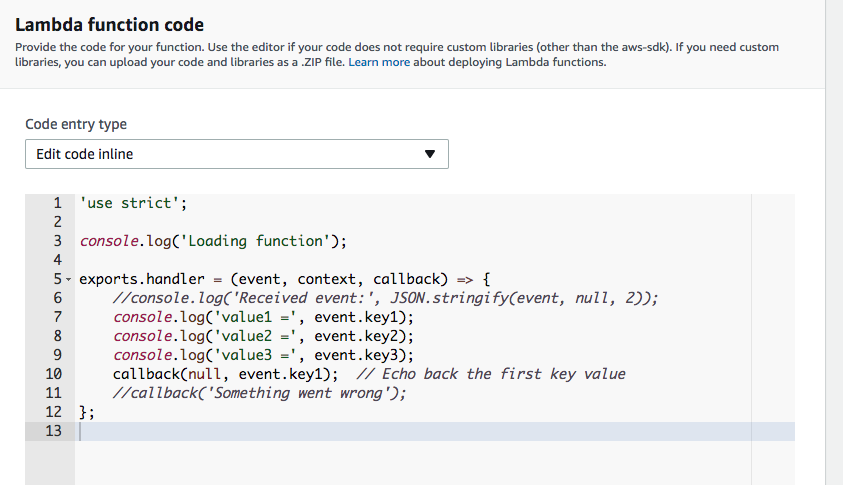 Lambda function code
Provide the code for your function. Use the editor if your code does not require custom libraries (other than the aws-sdk). If you need custom
libraries, you can upload your code and libraries as a .ZIP file. Learn more about deploying Lambda functions.
Code entry type
Edit code inline
1 'use strict';
2
3 console.log('Loading function');
4
5 exports.handler = (event, context, callback) => {
6     //console.log('Received event:', JSON.stringify(event, null, 2));
7     console.log('value1 =', event.key1);
8     console.log('value2 =', event.key2);
9     console.log('value3 =', event.key3);
10     callback(null, event.key1);  // Echo back the first key value
11     //callback('Something went wrong');
12 };
13